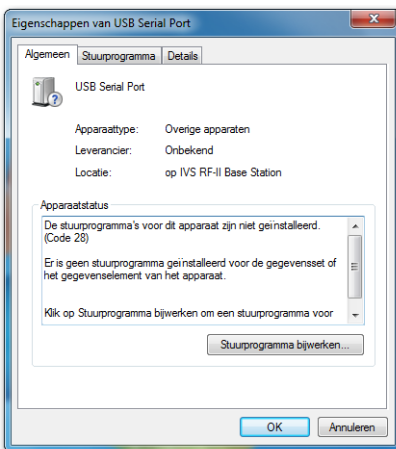 Eigenschappen van USB Serial Port
Algemeen Stuurprogramma Details
USB Serial Port
Apparaattype: Overige apparaten
Leverancier: Onbekend
Locatie: op IVS RF-II Base Station
Apparaatstatus
De stuurprogramma's voor dit apparaat zijn niet geïnstalleerd.
(Code 28)
Er is geen stuurprogramma geïnstalleerd voor de gegevensset of
het gegevenselement van het apparaat.
Klik op Stuurprogramma bijwerken om een stuurprogramma voor
Stuurprogramma bijwerken...
OK Annuleren